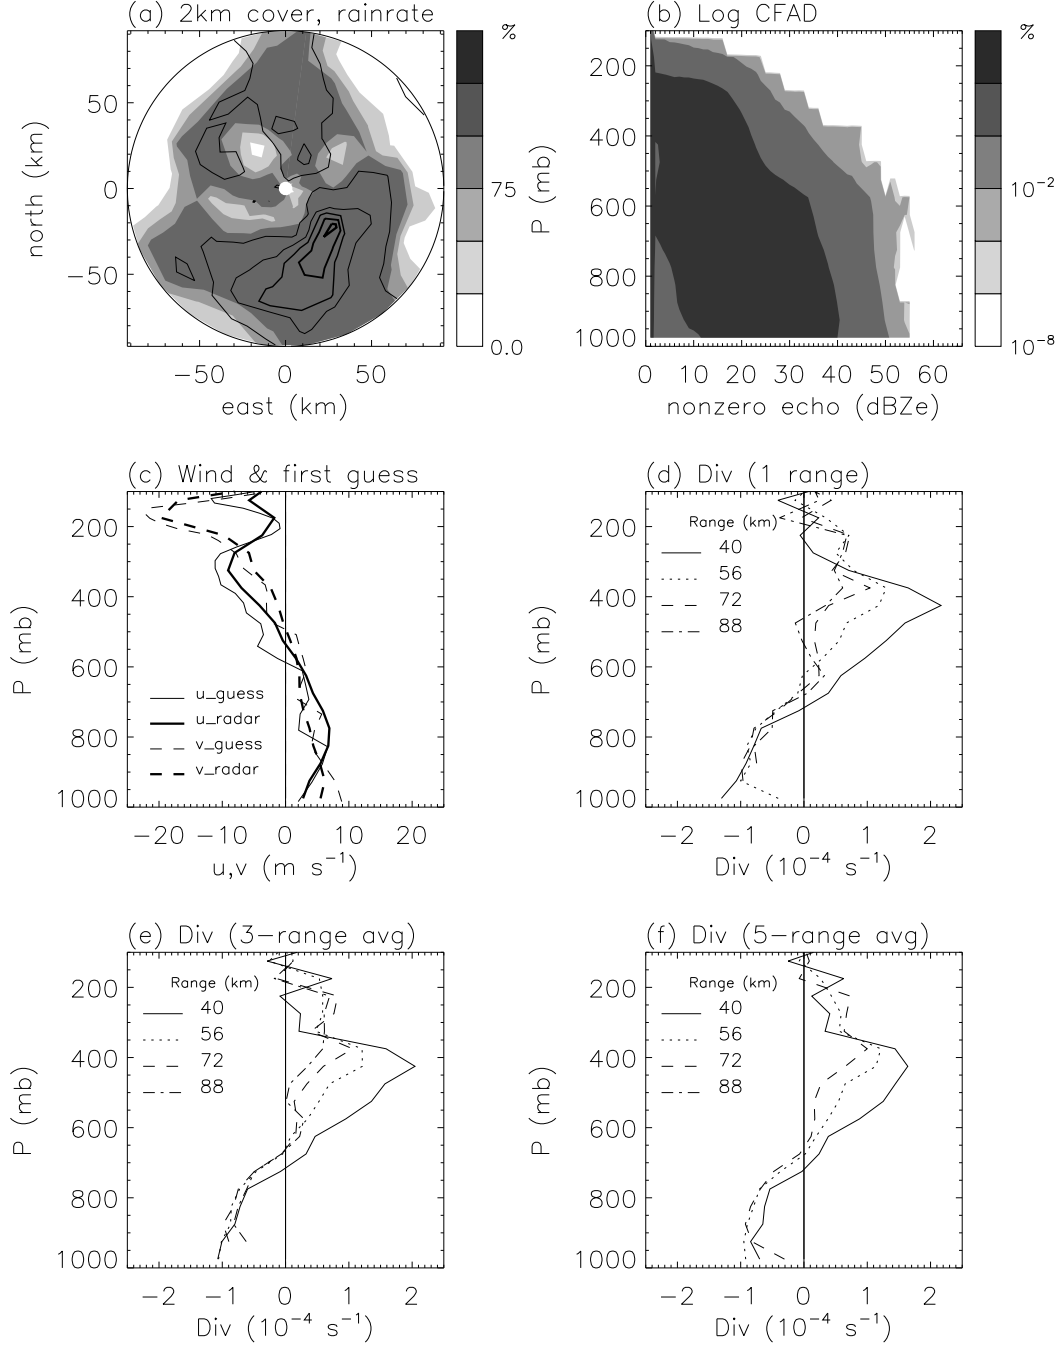 (a) 2km cover, rainrate
%
50
0
−50
north (km)
−50 0 50
east (km)
75
0.0
(b) Log CFAD
%
200
400
600
800
1000
P (mb)
0 10 20 30 40 50 60
nonzero echo (dBZe)
10⁻²
10⁻⁸
(c) Wind & first guess
200
400
600
800
1000
P (mb)
u_guess
u_radar
v_guess
v_radar
−20 −10 0 10 20
u,v (m s⁻¹)
(d) Div (1 range)
Range (km)
40
56
72
88
200
400
600
800
1000
P (mb)
−2 −1 0 1 2
Div (10⁻⁴ s⁻¹)
(e) Div (3−range avg)
Range (km)
40
56
72
88
200
400
600
800
1000
P (mb)
−2 −1 0 1 2
Div (10⁻⁴ s⁻¹)
(f) Div (5−range avg)
Range (km)
40
56
72
88
200
400
600
800
1000
P (mb)
−2 −1 0 1 2
Div (10⁻⁴ s⁻¹)